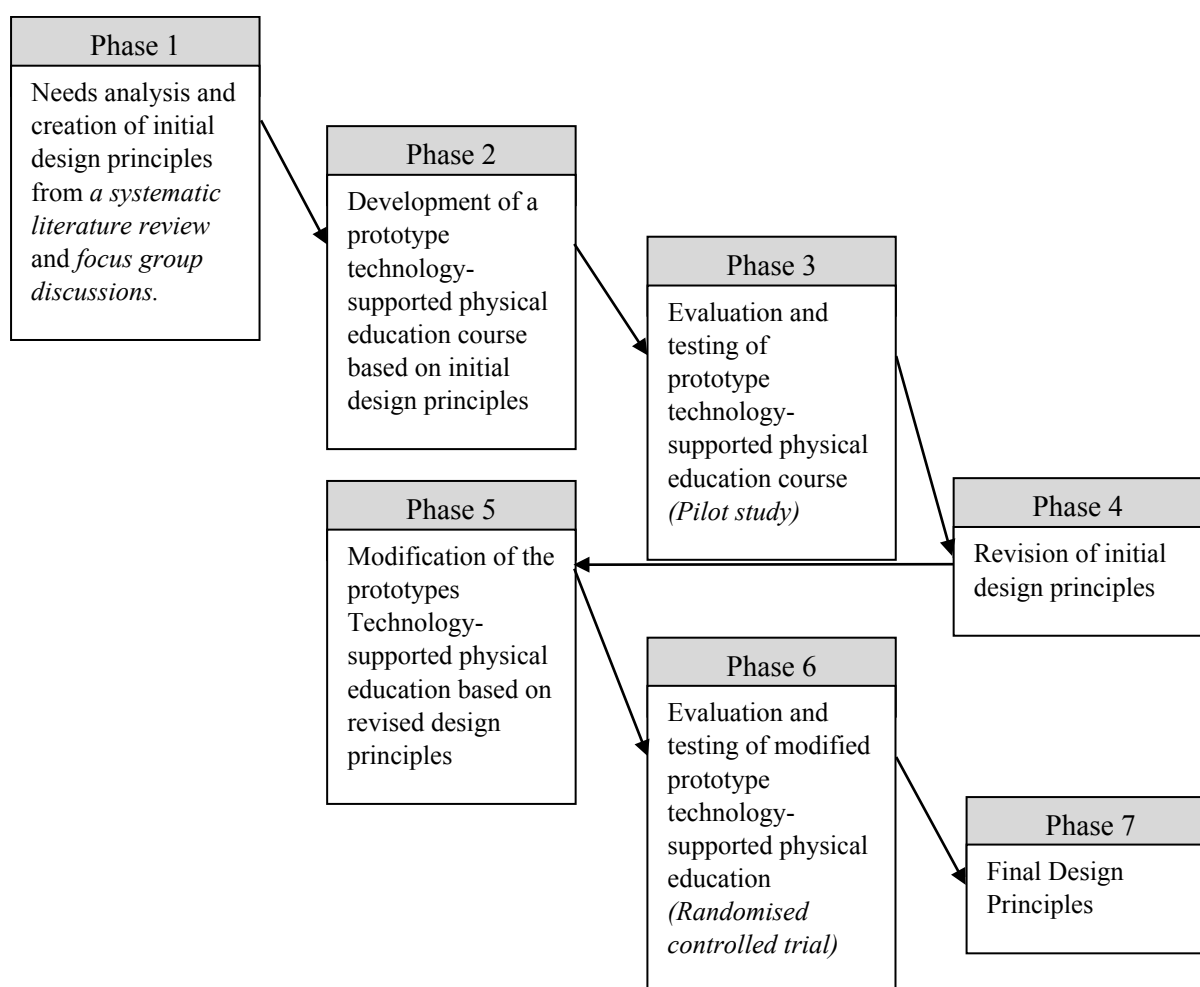 Phase 1
Needs analysis and
creation of initial
design principles
from a systematic
literature review
and focus group
discussions.
Phase 2
Development of a
prototype
technology-
supported physical
education course
based on initial
design principles
Phase 3
Evaluation and
testing of
prototype
technology-
supported physical
education course
(Pilot study)
Phase 4
Revision of initial
design principles
Phase 5
Modification of the
prototypes
Technology-
supported physical
education based on
revised design
principles
Phase 6
Evaluation and
testing of modified
prototype
technology-
supported physical
education
(Randomised
controlled trial)
Phase 7
Final Design
Principles